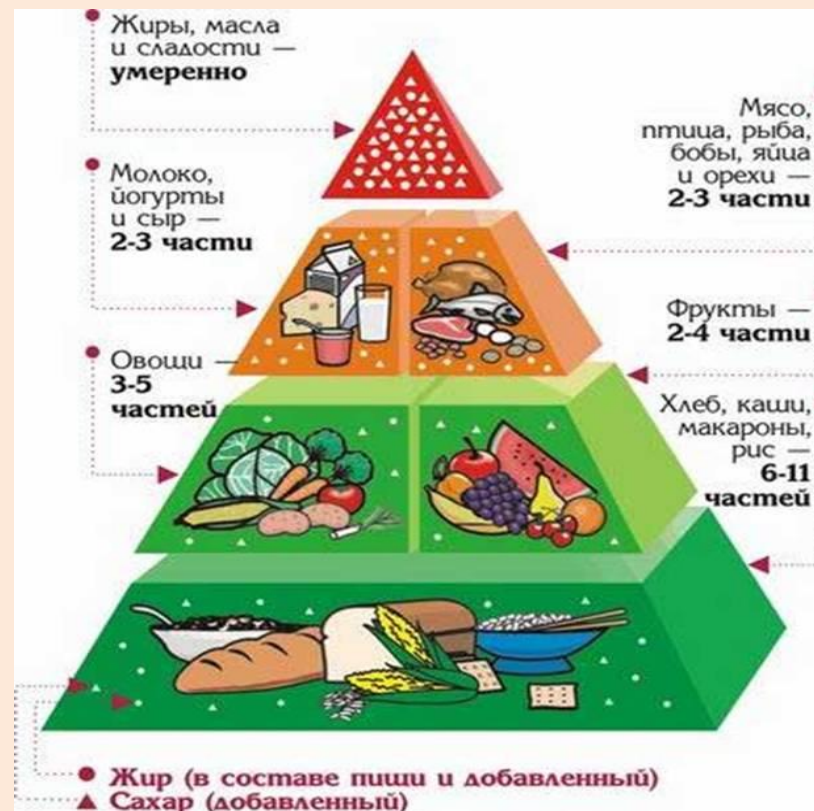 Жиры, масла
и сладости —
умеренно
Молоко,
йогурты
и сыр —
2-3 части
Овощи —
3-5
частей
Мясо,
птица, рыба,
бобы, яйца
и орехи —
2-3 части
Фрукты —
2-4 части
Хлеб, каши,
макароны,
рис —
6-11
частей
Жир (в составе пищи и добавленный)
Сахар (добавленный)